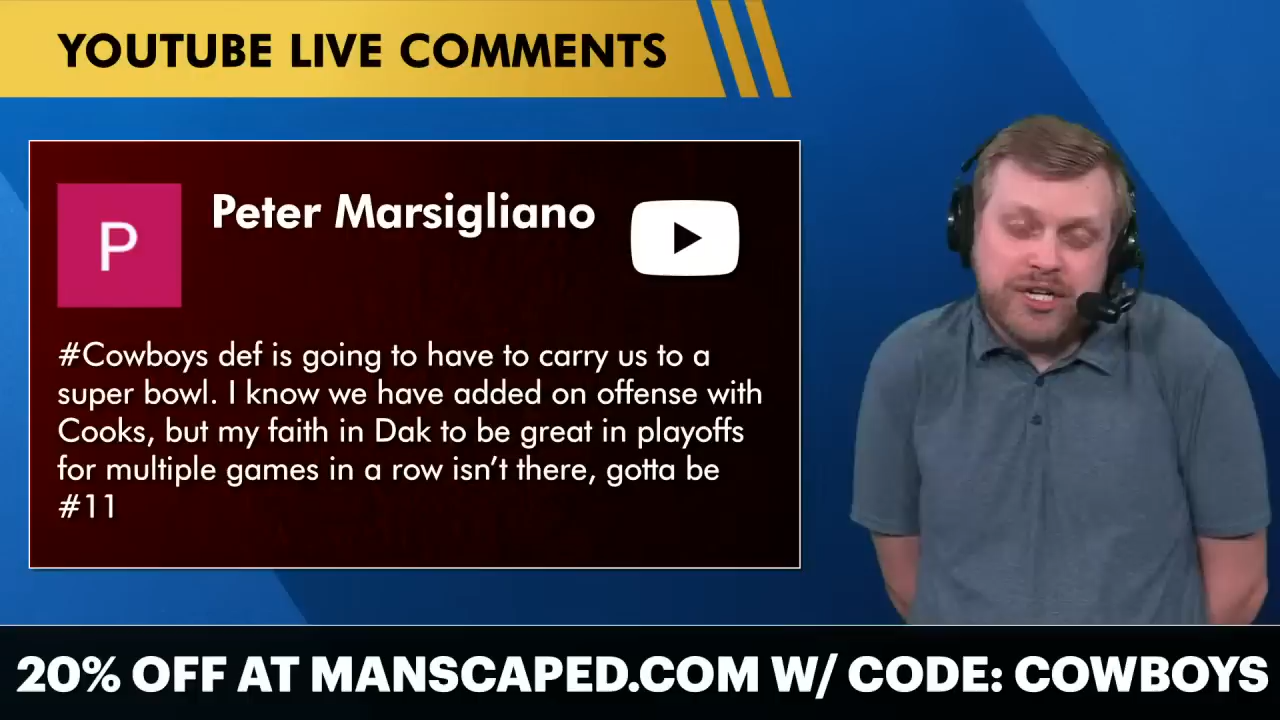 YOUTUBE LIVE COMMENTS
P
Peter Marsigliano
#Cowboys def is going to have to carry us to a
super bowl. I know we have added on offense with
Cooks, but my faith in Dak to be great in playoffs
for multiple games in a row isn't there, gotta be
#11
20% OFF AT MANSCAPED.COM W/ CODE: COWBOYS